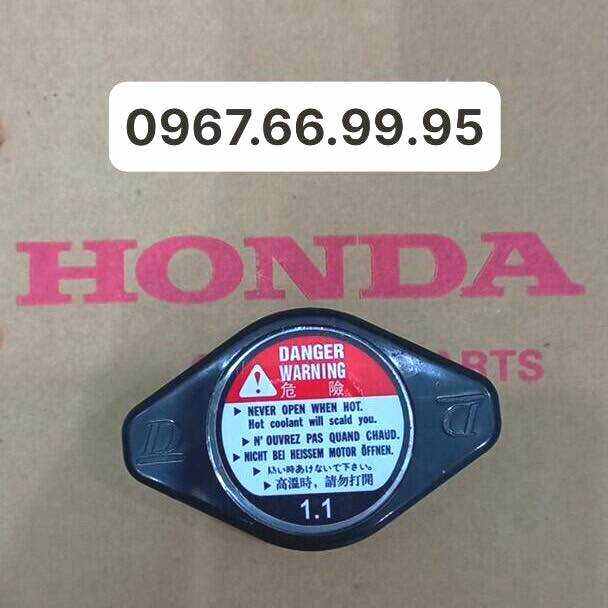 0967.66.99.95
HONDA
PARTS
DANGER
WARNING
危 險
▶ NEVER OPEN WHEN HOT.
Hot coolant will scald you.
▶ N' OUVREZ PAS QUAND CHAUD.
▶ NICHT BEI HEISSEM MOTOR ÖFFNEN.
▶ 熱い時あけないで下さい。
▶ 高溫時，請勿打開
1.1
D
D